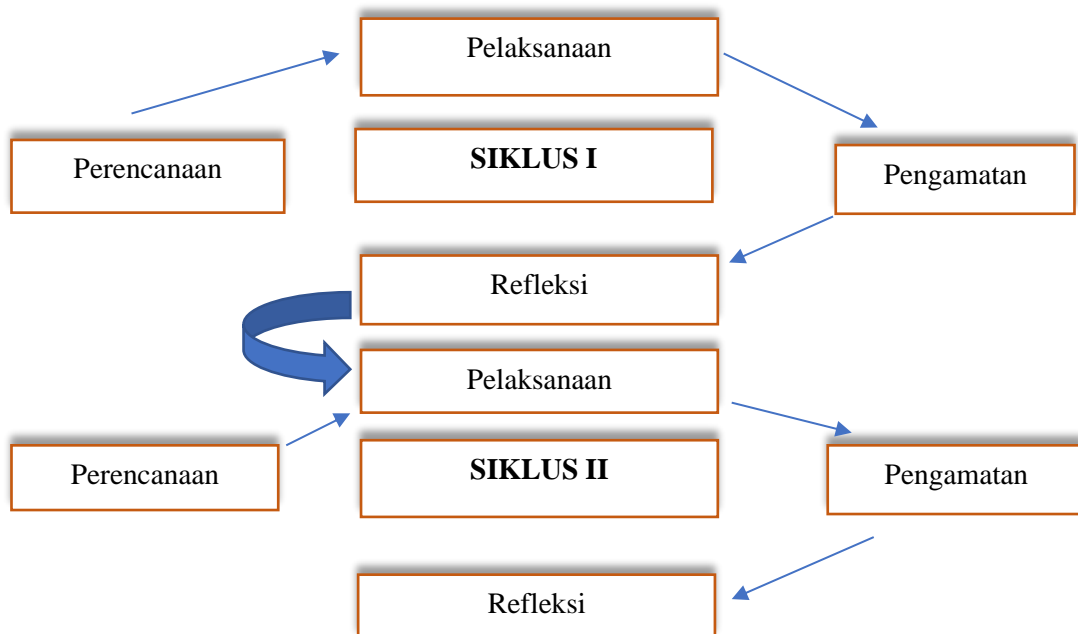 Pelaksanaan
Perencanaan
SIKLUS I
Pengamatan
Refleksi
Pelaksanaan
Perencanaan
SIKLUS II
Pengamatan
Refleksi